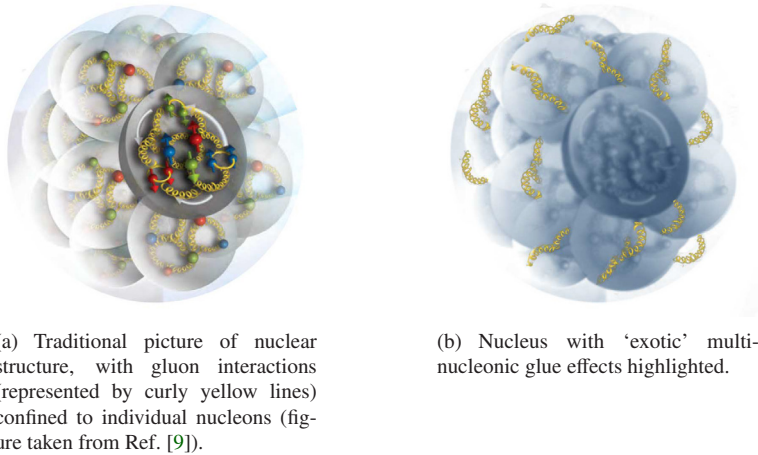 (a) Traditional picture of nuclear
structure, with gluon interactions
(represented by curly yellow lines)
confined to individual nucleons (fig-
ure taken from Ref. [9]).
(b) Nucleus with ‘exotic’ multi-
nucleonic glue effects highlighted.